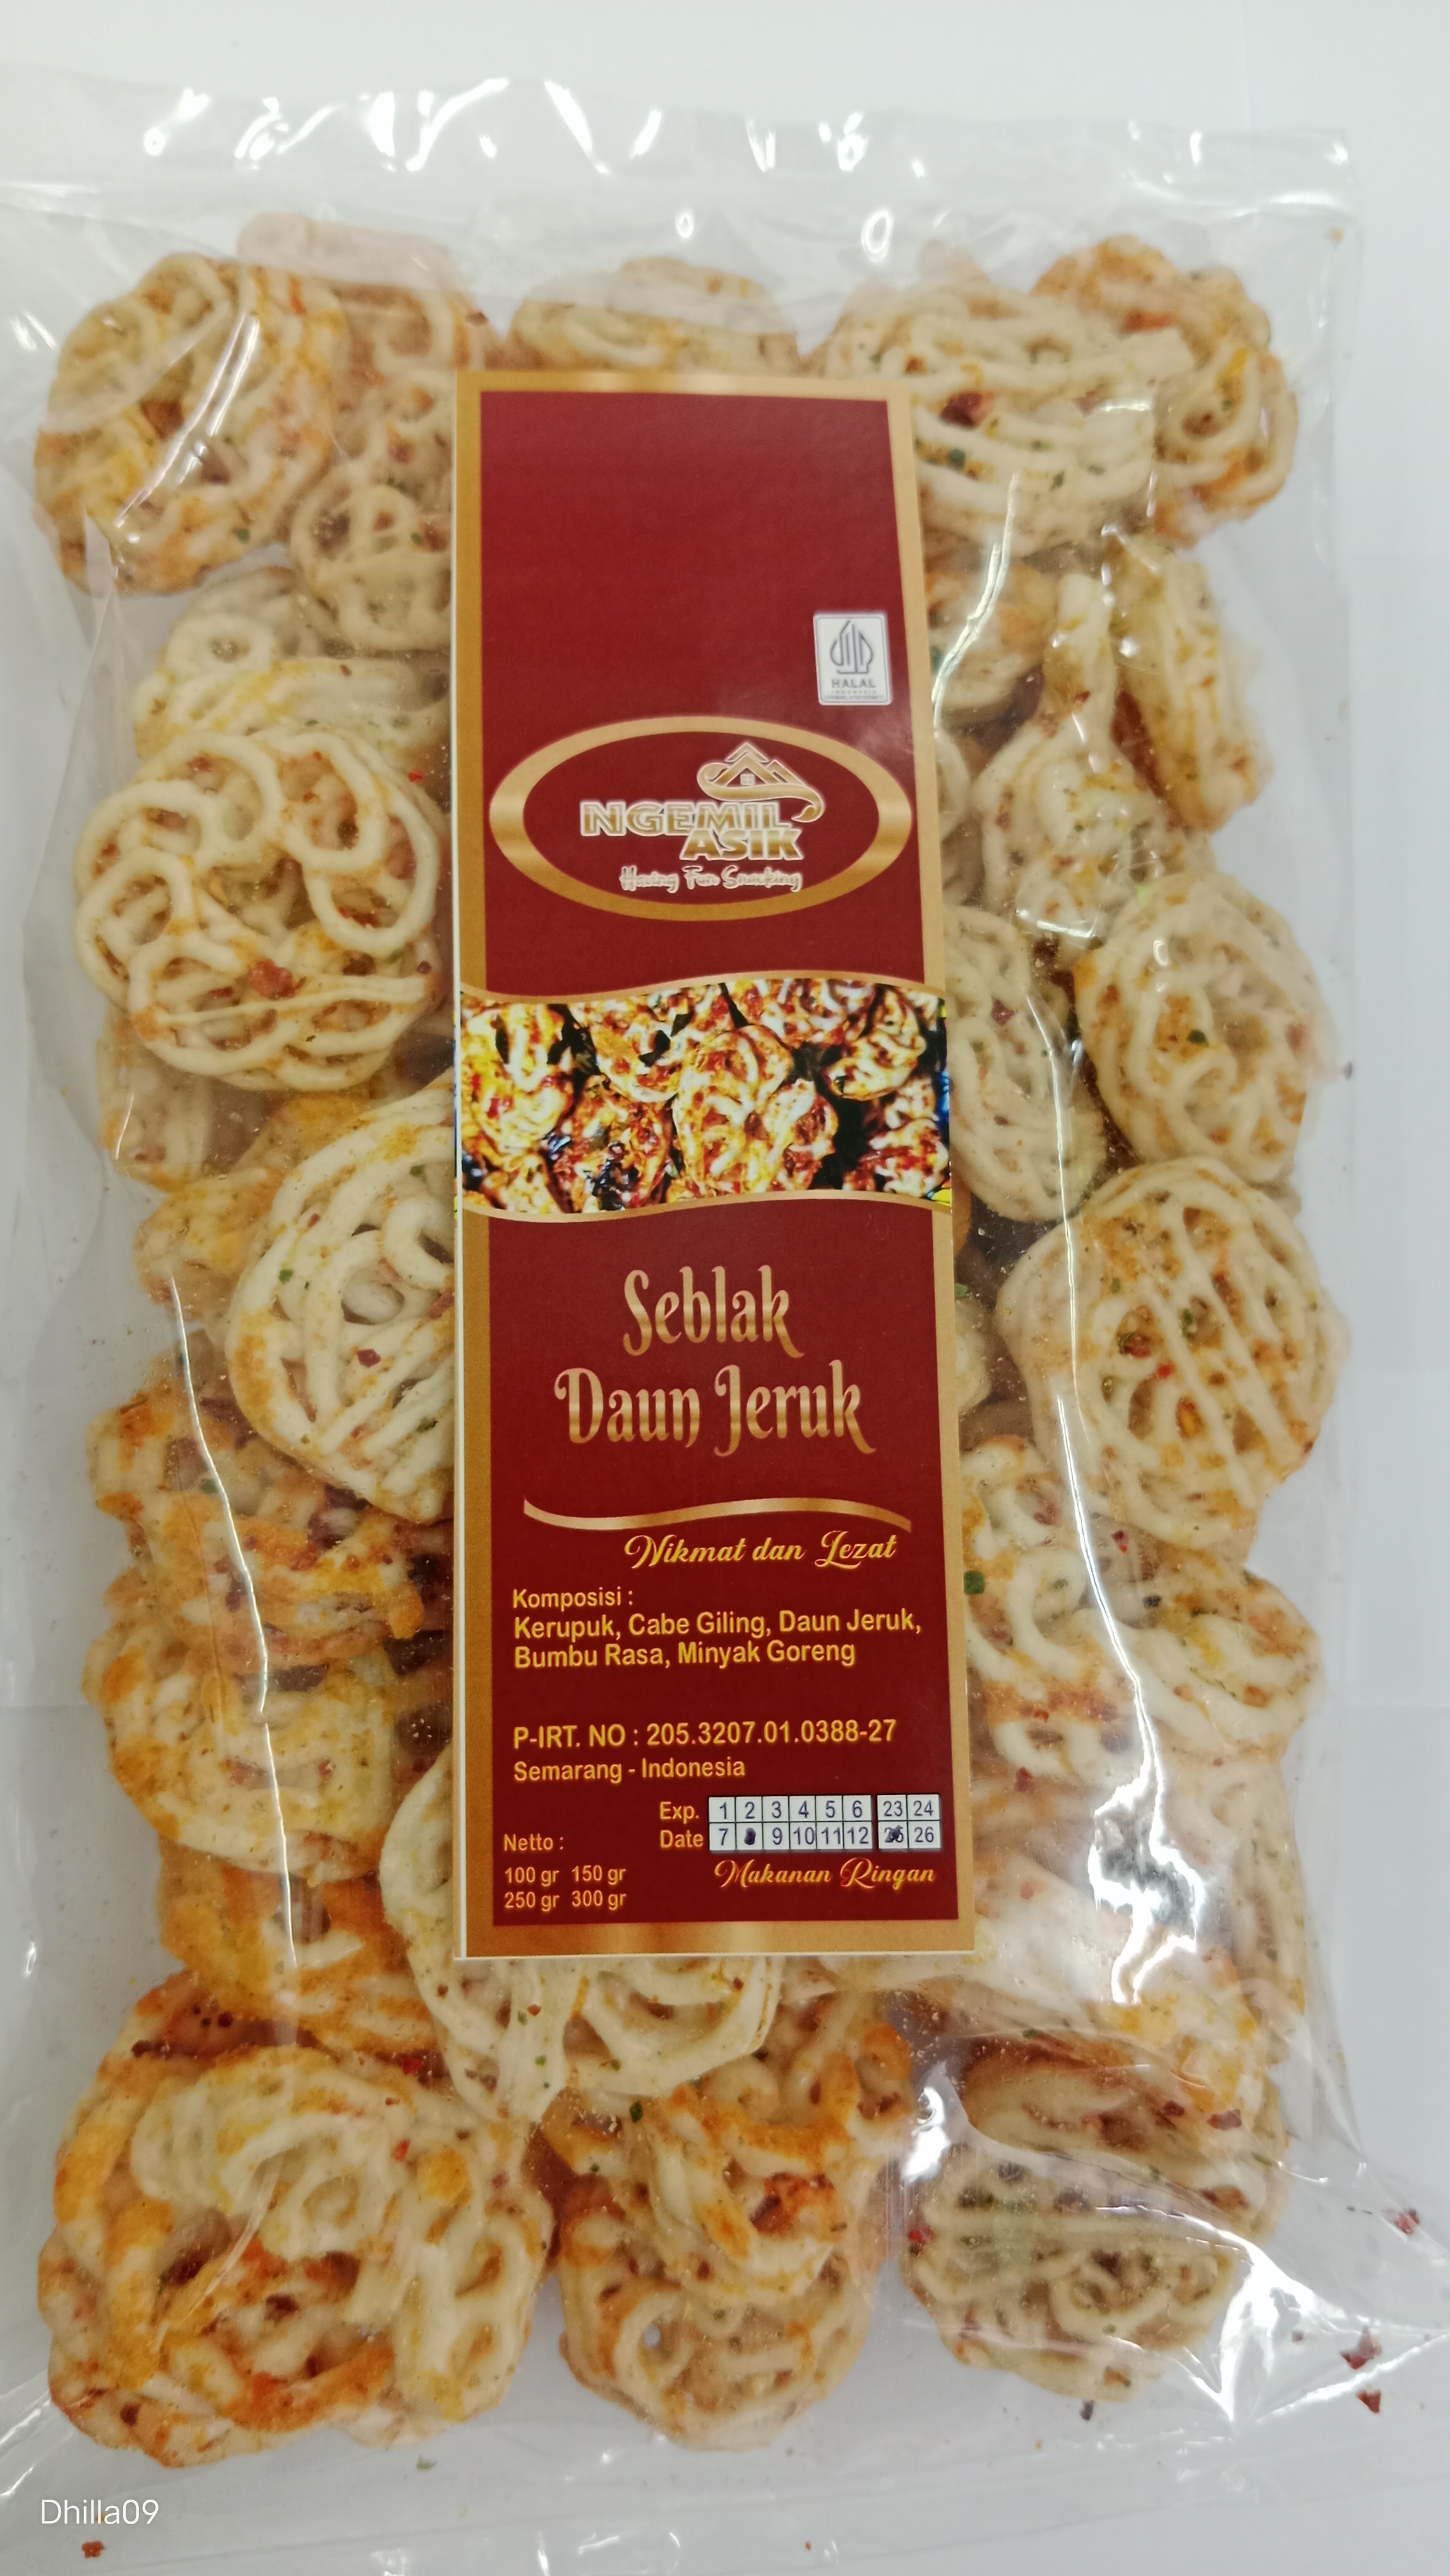 HALAL
INDONESIA
NGEMIL
ASIK
Having Fun Snacking
Seblak
Daun Jeruk
Nikmat dan Lezat
Komposisi :
Kerupuk, Cabe Giling, Daun Jeruk,
Bumbu Rasa, Minyak Goreng
P-IRT. NO : 205.3207.01.0388-27
Semarang - Indonesia
Exp. 1 2 3 4 5 6 23 24
Date 7 9 10 11 12 26
Makanan Ringan
Netto :
100 gr 150 gr
250 gr 300 gr
Dhilla09